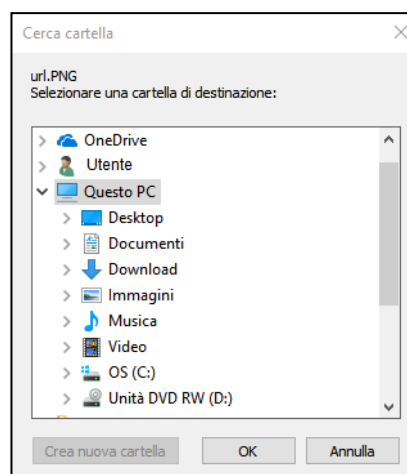 Cerca cartella
url.PNG
Selezionare una cartella di destinazione:
OneDrive
Utente
Questo PC
Desktop
Documenti
Download
Immagini
Musica
Video
OS (C:)
Unità DVD RW (D:)
Crea nuova cartella OK Annulla